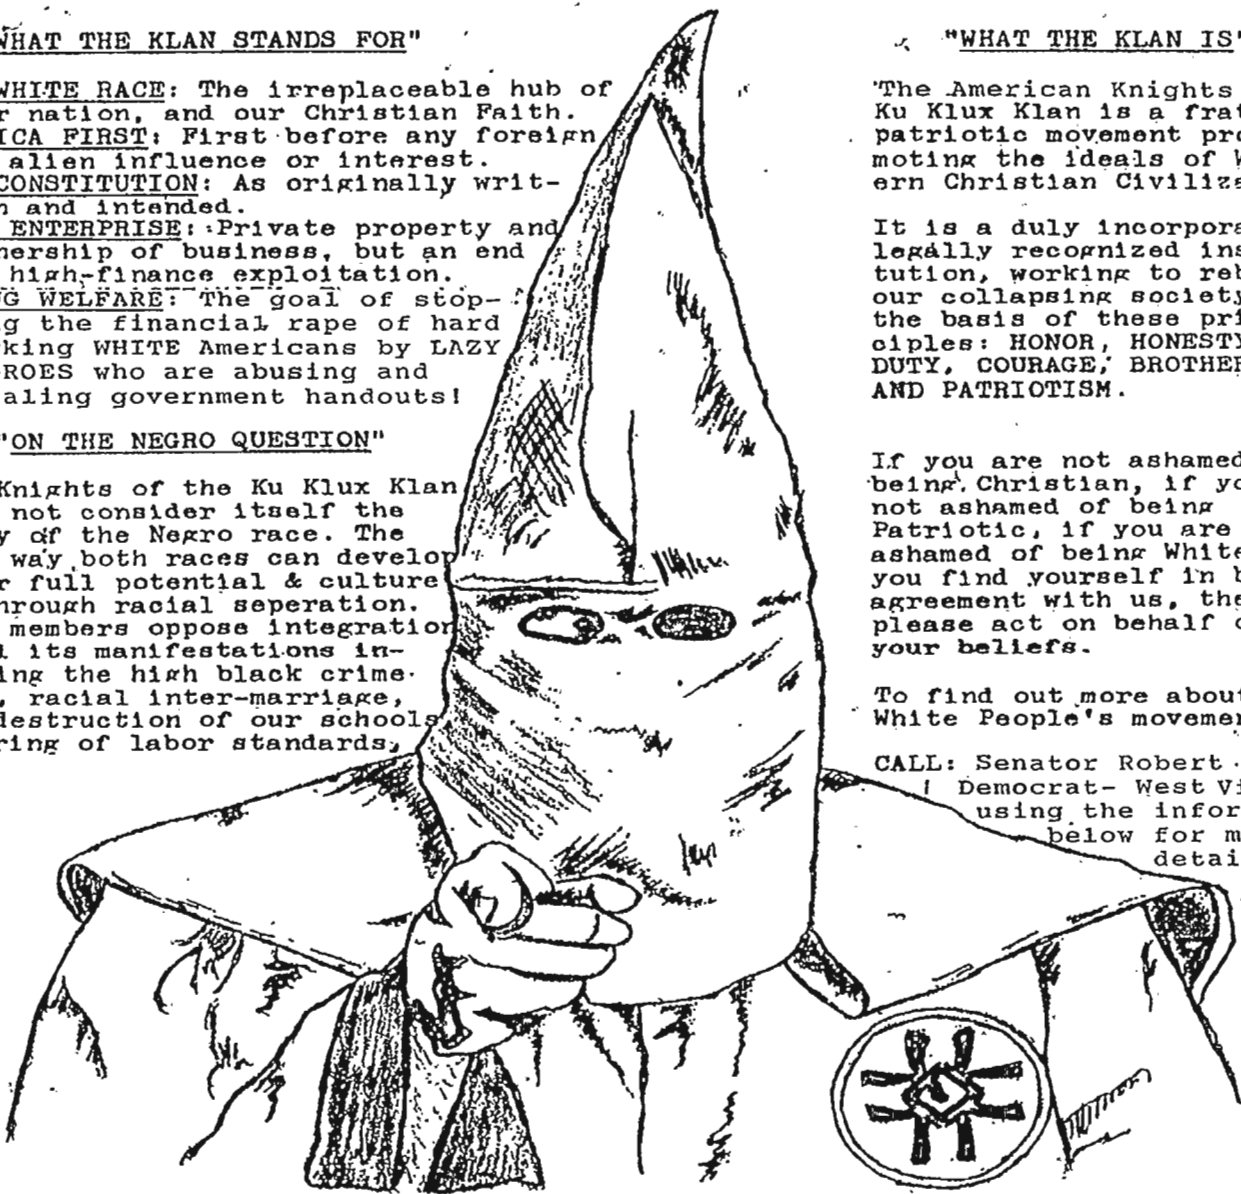 WHAT THE KLAN STANDS FOR"
WHITE RACE: The irreplaceable hub of
r nation, and our Christian Faith.
ICA FIRST: First before any foreign
alien influence or interest.
CONSTITUTION: As originally writ-
n and intended.
ENTERPRISE: Private property and
nership of business, but an end
high-finance exploitation.
NG WELFARE: The goal of stop-
ng the financial rape of hard
king WHITE Americans by LAZY
ROES who are abusing and
aling government handouts!
"ON THE NEGRO QUESTION"
Knights of the Ku Klux Klan
not consider itself the
y of the Negro race. The
way both races can develop
r full potential & culture
hrough racial seperation.
members oppose integration
l its manifestations in-
ing the high black crime
, racial inter-marriage,
destruction of our schools
ring of labor standards,
"WHAT THE KLAN IS"
The American Knights
Ku Klux Klan is a frat
patriotic movement pro
moting the ideals of W
ern Christian Civiliza
It is a duly incorpora
legally recognized ins
tution, working to reb
our collapsing society
the basis of these pri
ciples: HONOR, HONESTY
DUTY, COURAGE, BROTHER
AND PATRIOTISM.
If you are not ashamed
being Christian, if yo
not ashamed of being
Patriotic, if you are
ashamed of being White
you find yourself in b
agreement with us, the
please act on behalf o
your beliefs.
To find out more about
White People's movemen
CALL: Senator Robert
Democrat- West Vi
using the infor
below for m
detai